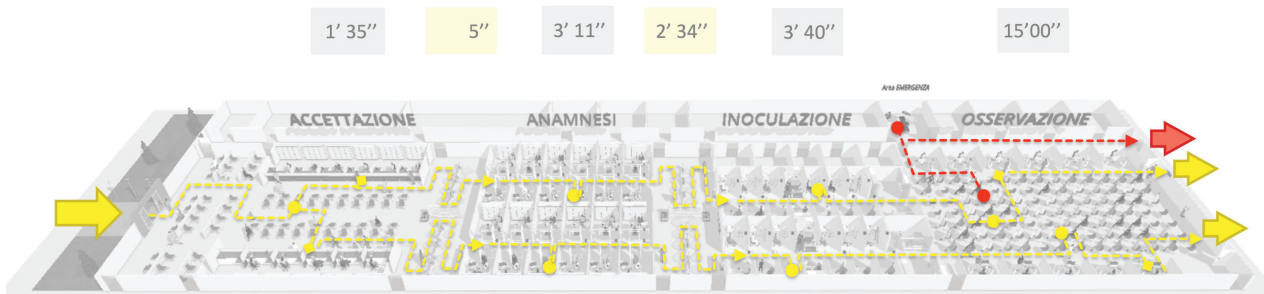 1’ 35’’ 5’’ 3’ 11’’ 2’ 34’’ 3’ 40’’ 15’00’’
Area EMERGENZA
ACCETTAZIONE ANAMNESI INOCULAZIONE OSSERVAZIONE